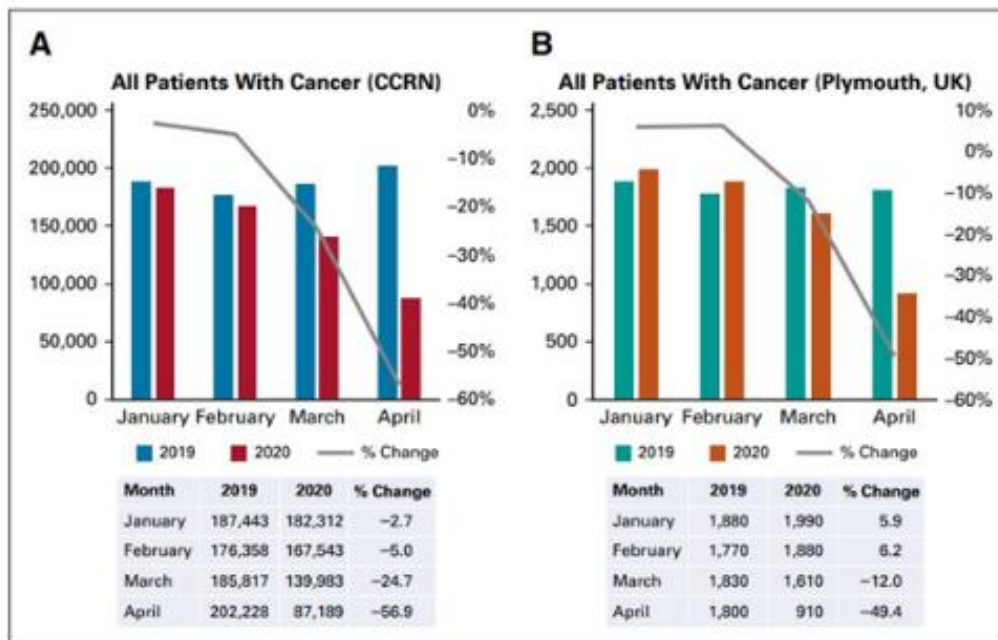 A
All Patients With Cancer (CCRN)
250,000
200,000
150,000
100,000
50,000
0
0%
–10%
–20%
–30%
–40%
–50%
–60%
January February March April
2019 2020 % Change
Month 2019 2020 % Change
January 187,443 182,312 –2.7
February 176,358 167,543 –5.0
March 185,817 139,983 –24.7
April 202,228 87,189 –56.9
B
All Patients With Cancer (Plymouth, UK)
2,500
2,000
1,500
1,000
500
0
10%
0%
–10%
–20%
–30%
–40%
–50%
–60%
January February March April
2019 2020 % Change
Month 2019 2020 % Change
January 1,880 1,990 5.9
February 1,770 1,880 6.2
March 1,830 1,610 –12.0
April 1,800 910 –49.4